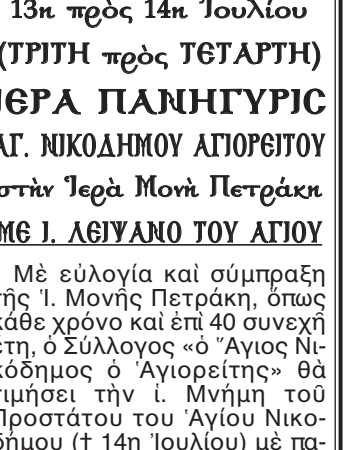 13η πρὸς 14η Ἰουλίου
(ΤΡΙΤΗ πρὸς ΤΕΤΑΡΤΗ)
ΙΕΡΑ ΠΑΝΗΓΥΡΙC
ΑΓ. ΝΙΚΟΔΗΜΟΥ ΑΓΙΟΡΕΙΤΟΥ
στὴν Ἱερὰ Μονὴ Πετράκη
ΜΕ Ι. ΛΕΙΨΑΝΟ ΤΟΥ ΑΓΙΟΥ
Μὲ εὐλογία καὶ σύμπραξη
τῆς Ἱ. Μονῆς Πετράκη, ὅπως
κάθε χρόνο καὶ ἐπὶ 40 συνεχῆ
ἔτη, ὁ Σύλλογος «ὁ Ἅγιος Νι-
κόδημος ὁ Ἁγιορείτης» θὰ
τιμήσει τὴν ἱ. Μνήμη τοῦ
Προστάτου του Ἁγίου Νικο-
δήμου († 14η Ἰουλίου) μὲ πα-